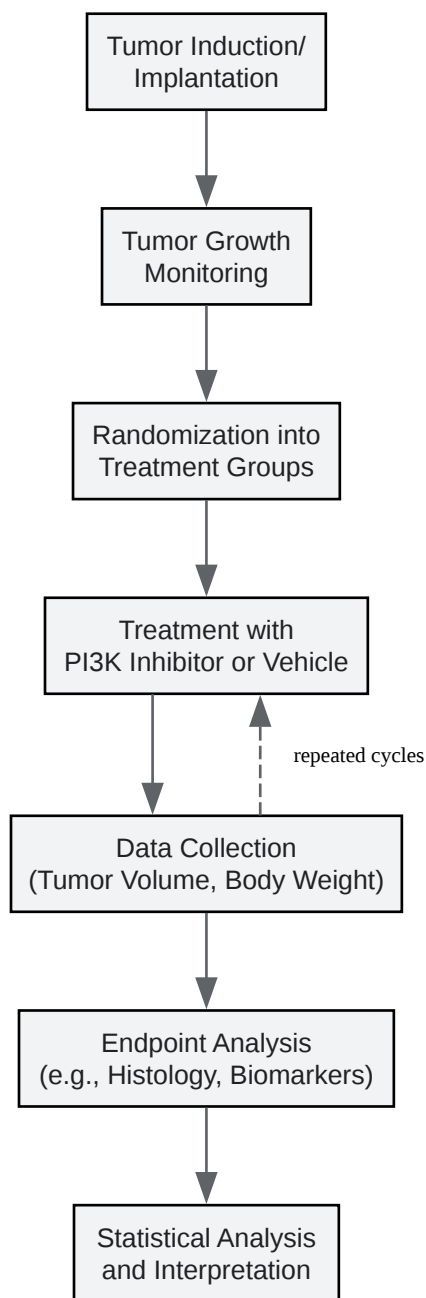 Tumor Induction/
Implantation
Tumor Growth
Monitoring
Randomization into
Treatment Groups
Treatment with
PI3K Inhibitor or Vehicle
repeated cycles
Data Collection
(Tumor Volume, Body Weight)
Endpoint Analysis
(e.g., Histology, Biomarkers)
Statistical Analysis
and Interpretation